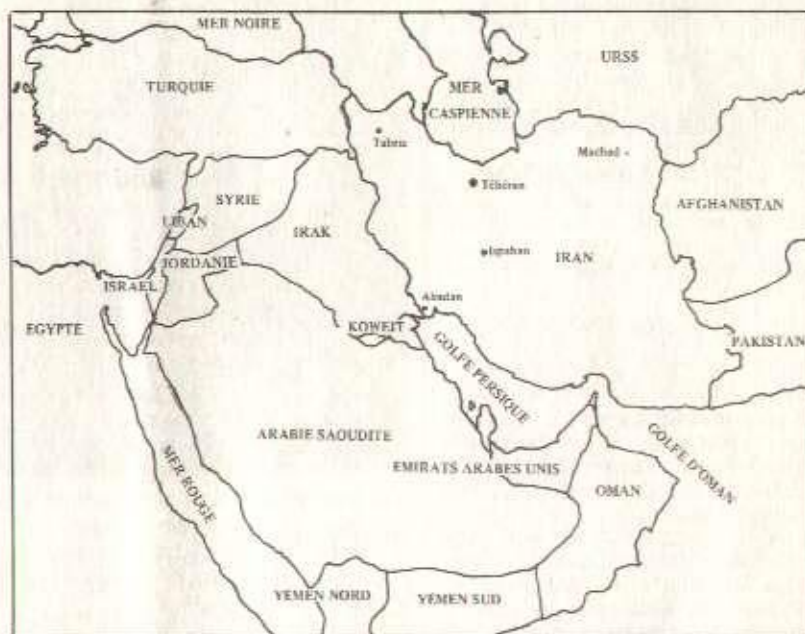 MER NOIRE
URSS
TURQUIE
MER
CASPIENNE
Tabriz
Machad
Téhéran
SYRIE
AFGHANISTAN
LIBAN
IRAK
Ispahan
IRAN
JORDANIE
ISRAEL
Abadan
EGYPTE
KOWEIT
PAKISTAN
GOLFE PERSIQUE
ARABIE SAOUDITE
GOLFE D'OMAN
MER ROUGE
EMIRATS ARABES UNIS
OMAN
YEMEN NORD
YEMEN SUD